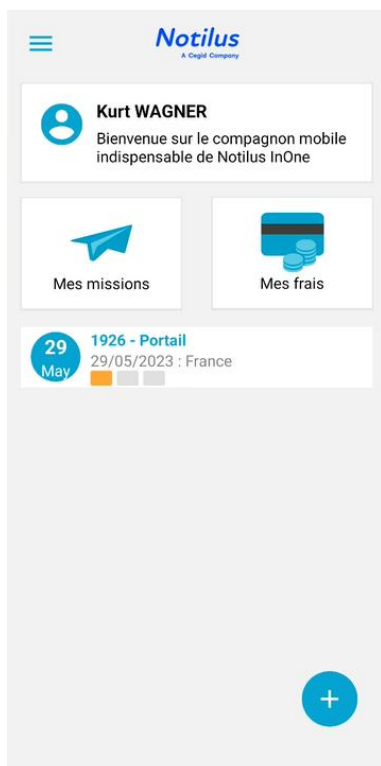 Notilus
A Cegid Company
Kurt WAGNER
Bienvenue sur le compagnon mobile
indispensable de Notilus InOne
Mes missions
Mes frais
29
May
1926 - Portail
29/05/2023 : France
+